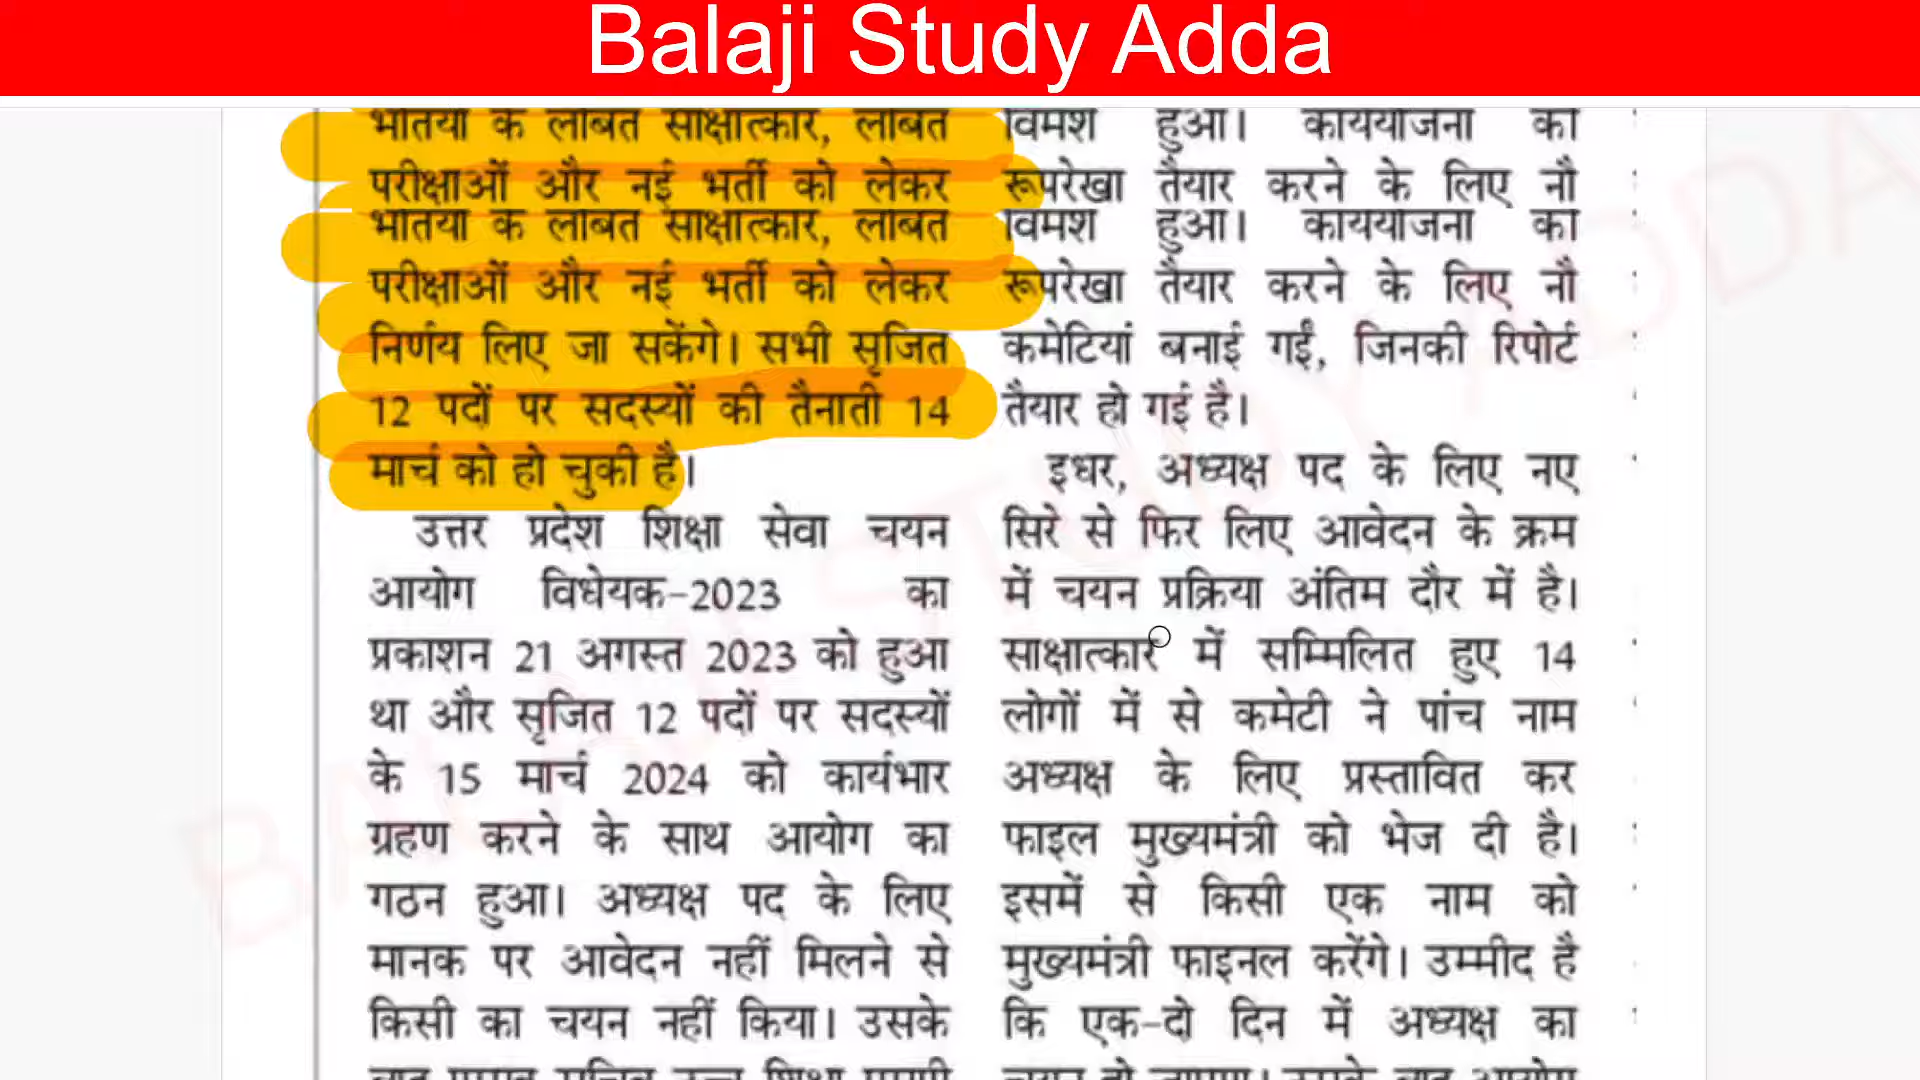 Balaji Study Adda
भर्तियों के लंबित साक्षात्कार, लंबित
परीक्षाओं और नई भर्ती को लेकर
भर्तियों के लंबित साक्षात्कार, लंबित
परीक्षाओं और नई भर्ती को लेकर
निर्णय लिए जा सकेंगे। सभी सृजित
12 पदों पर सदस्यों की तैनाती 14
मार्च को हो चुकी है।
उत्तर प्रदेश शिक्षा सेवा चयन
आयोग विधेयक-2023 का
प्रकाशन 21 अगस्त 2023 को हुआ
था और सृजित 12 पदों पर सदस्यों
के 15 मार्च 2024 को कार्यभार
ग्रहण करने के साथ आयोग का
गठन हुआ। अध्यक्ष पद के लिए
मानक पर आवेदन नहीं मिलने से
किसी का चयन नहीं किया। उसके
विमर्श हुआ। कार्ययोजना की
रूपरेखा तैयार करने के लिए नौ
विमर्श हुआ। कार्ययोजना की
रूपरेखा तैयार करने के लिए नौ
कमेटियां बनाई गईं, जिनकी रिपोर्ट
तैयार हो गई है।
इधर, अध्यक्ष पद के लिए नए
सिरे से फिर लिए आवेदन के क्रम
में चयन प्रक्रिया अंतिम दौर में है।
साक्षात्कार में सम्मिलित हुए 14
लोगों में से कमेटी ने पांच नाम
अध्यक्ष के लिए प्रस्तावित कर
फाइल मुख्यमंत्री को भेज दी है।
इसमें से किसी एक नाम को
मुख्यमंत्री फाइनल करेंगे। उम्मीद है
कि एक-दो दिन में अध्यक्ष का